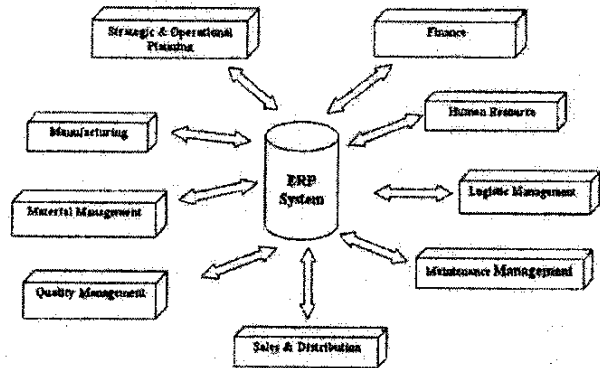 Strategic & Operational
Planning
Finance
Manufacturing
Human Resource
ERP
System
Material Management
Logistic Management
Quality Management
Maintenance Management
Sales & Distribution